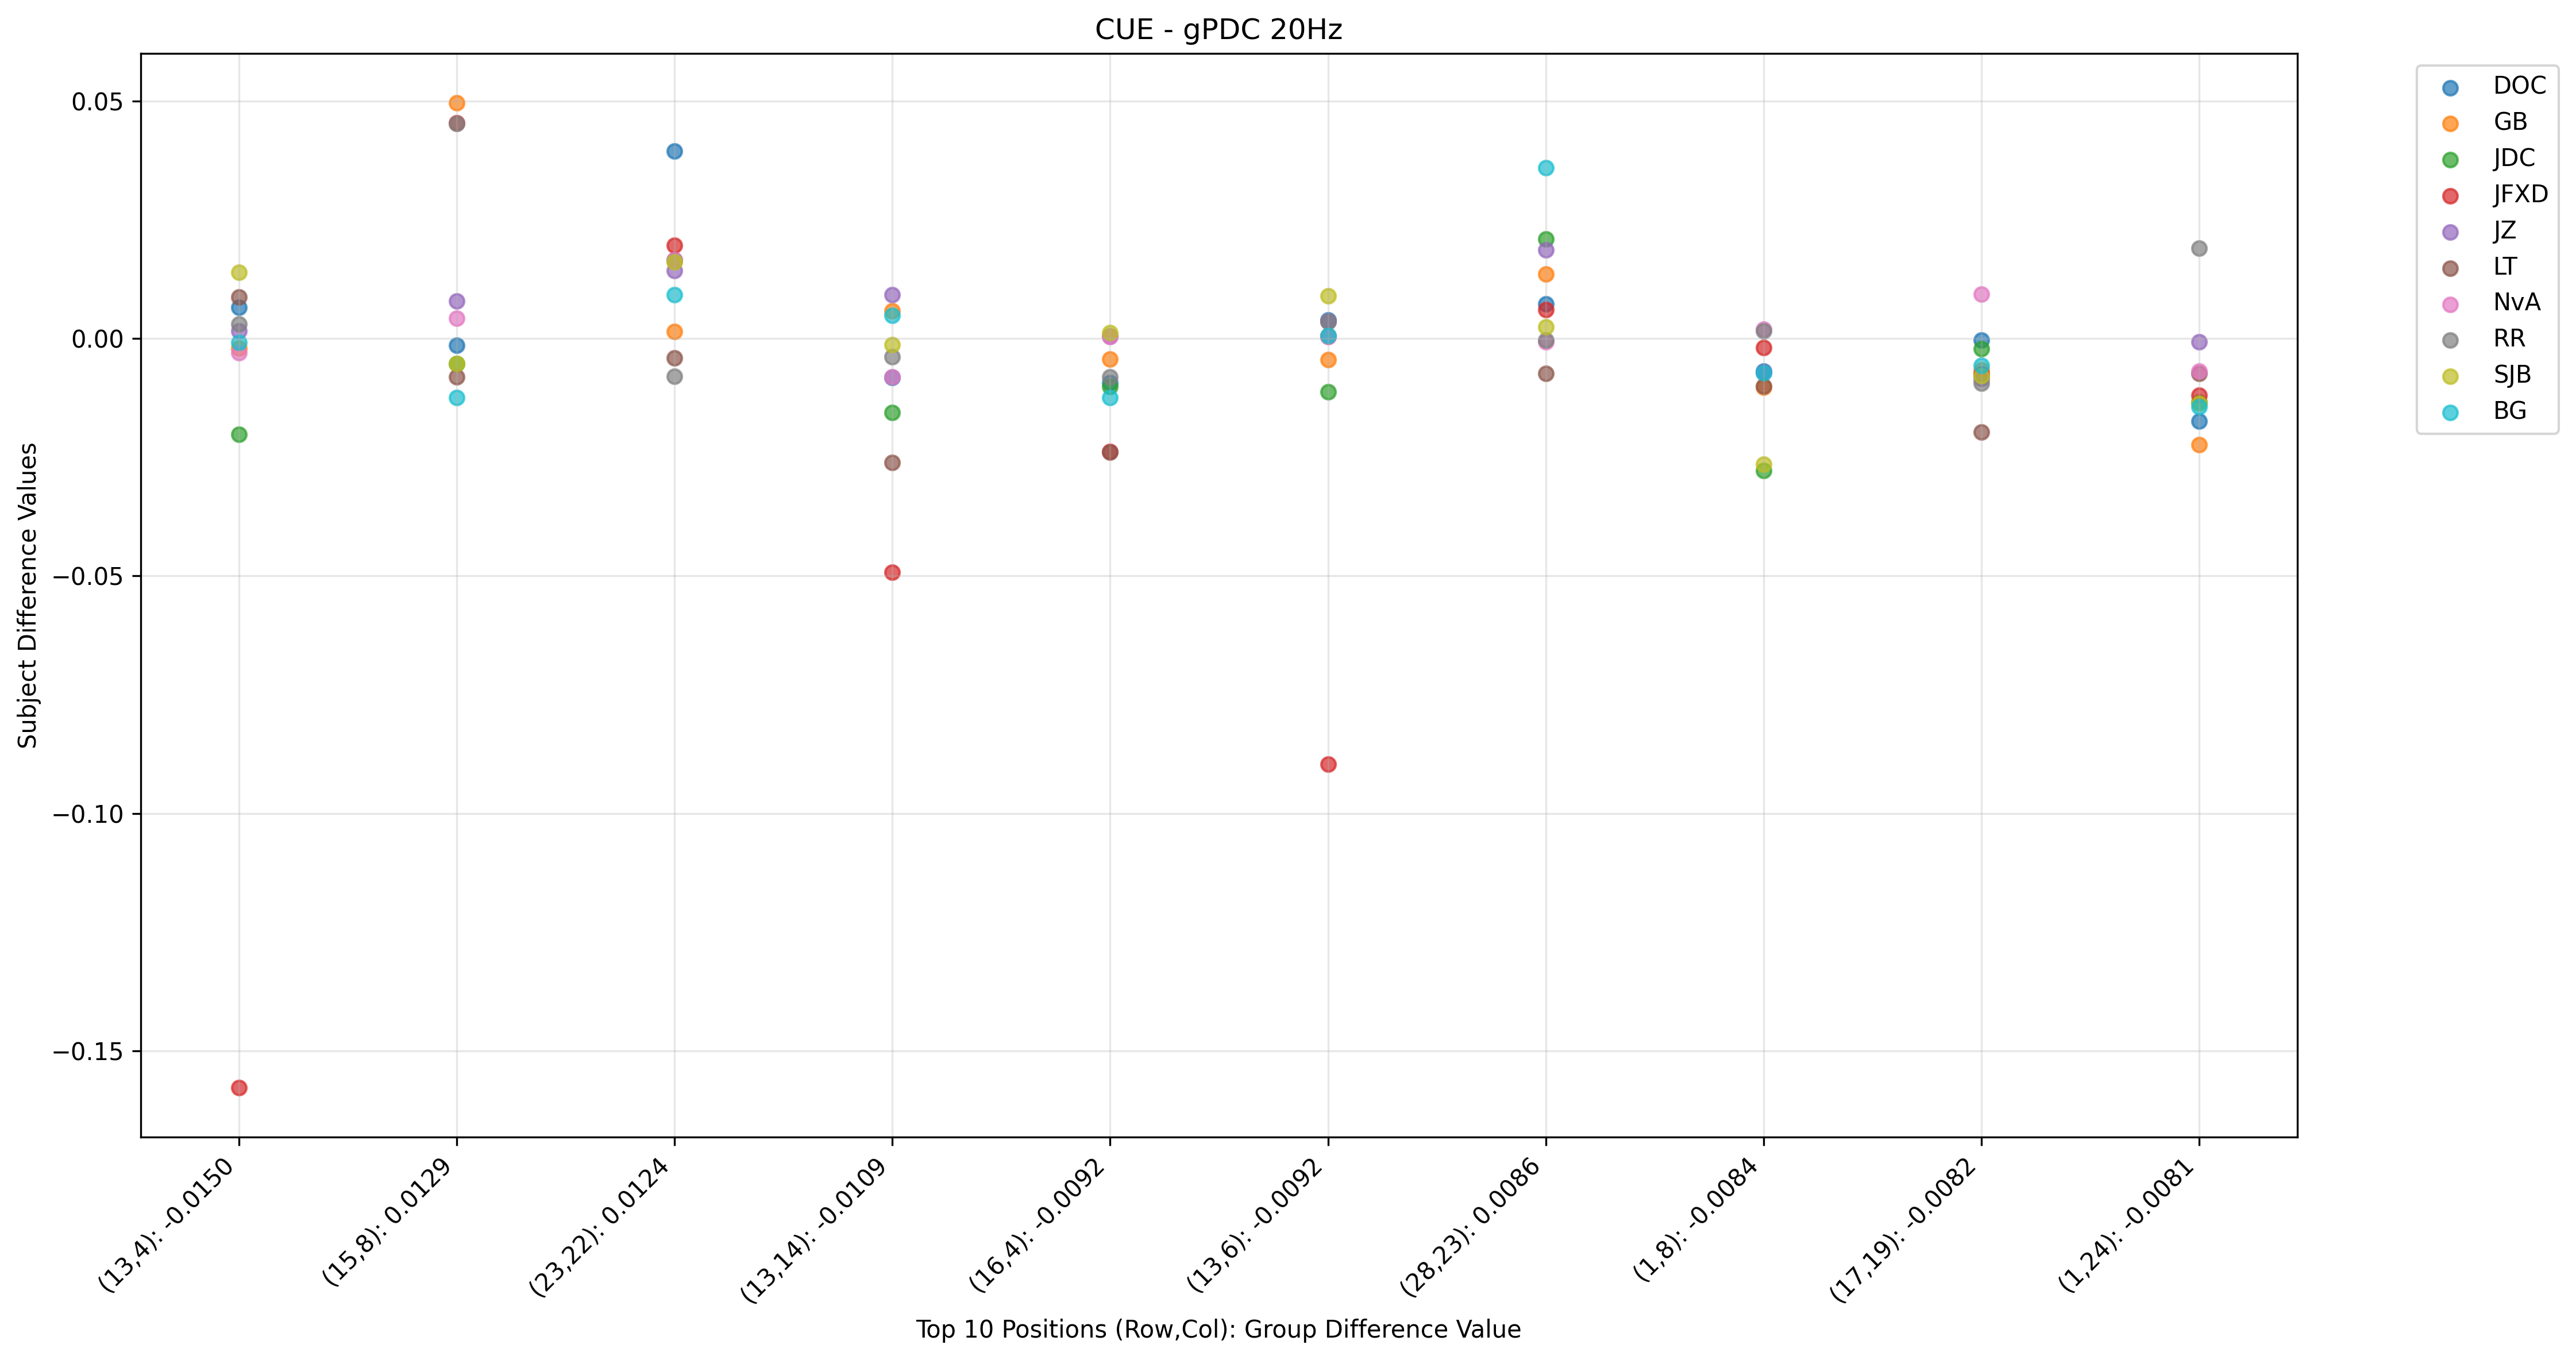 CUE - gPDC 20Hz
Subject Difference Values
0.05
0.00
−0.05
−0.10
−0.15
(13,4): -0.0150
(15,8): 0.0129
(23,22): 0.0124
(13,14): -0.0109
(16,4): -0.0092
(13,6): -0.0092
(28,23): 0.0086
(1,8): -0.0084
(17,19): -0.0082
(1,24): -0.0081
Top 10 Positions (Row,Col): Group Difference Value
DOC
GB
JDC
JFXD
JZ
LT
NvA
RR
SJB
BG